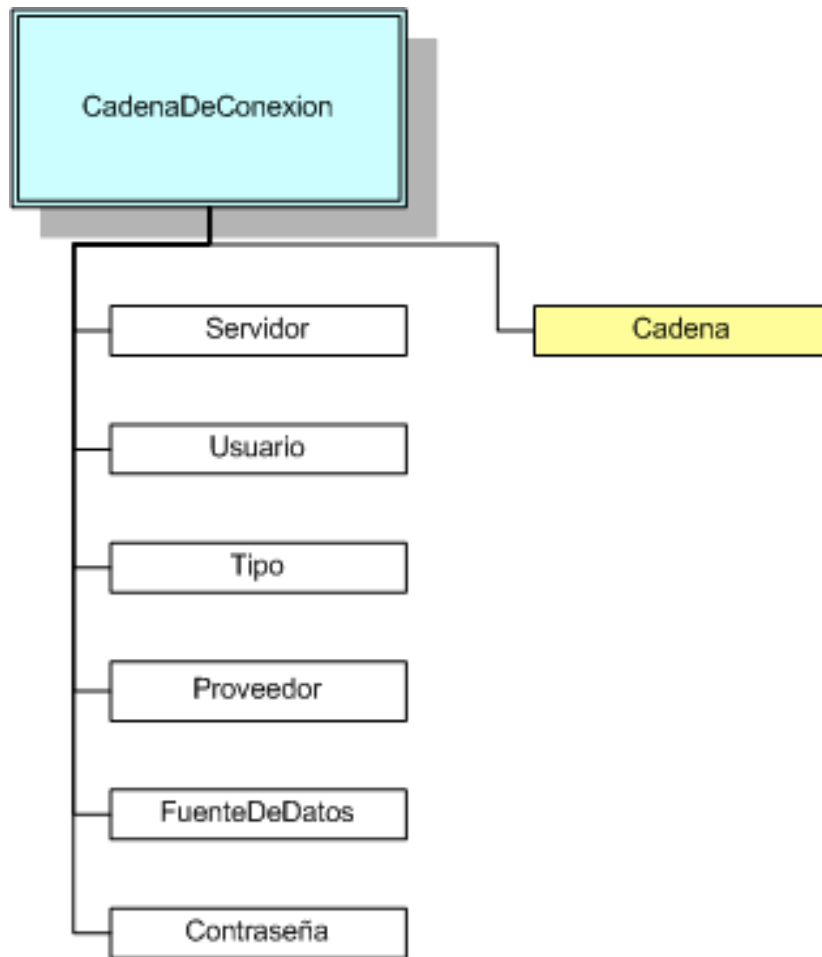 CadenaDeConexion
Servidor
Cadena
Usuario
Tipo
Proveedor
FuenteDeDatos
Contraseña